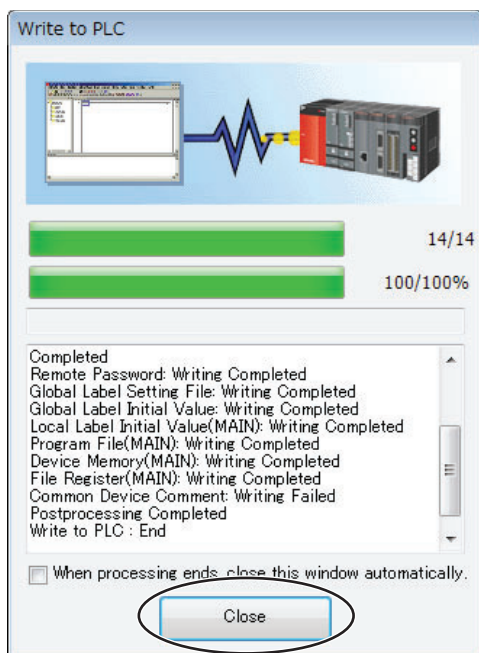 Write to PLC
14/14
100/100%
Completed
Remote Password: Writing Completed
Global Label Setting File: Writing Completed
Global Label Initial Value: Writing Completed
Local Label Initial Value(MAIN): Writing Completed
Program File(MAIN): Writing Completed
Device Memory(MAIN): Writing Completed
File Register(MAIN): Writing Completed
Common Device Comment: Writing Failed
Postprocessing Completed
Write to PLC : End
When processing ends, close this window automatically.
Close